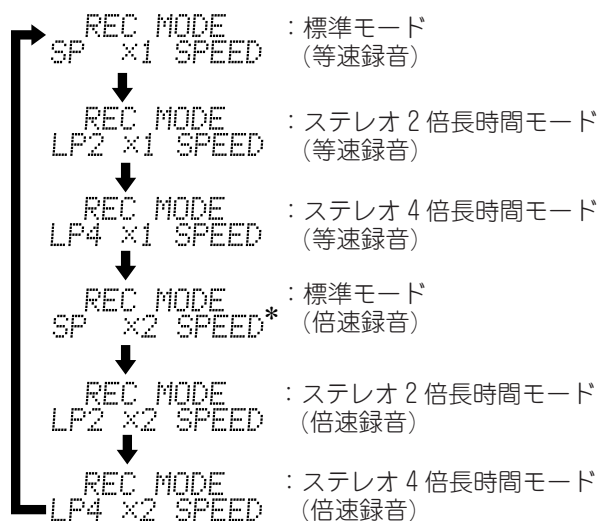 REC MODE ：標準モード
SP ×1 SPEED （等速録音）
REC MODE ：ステレオ2倍長時間モード
LP2 ×1 SPEED （等速録音）
REC MODE ：ステレオ4倍長時間モード
LP4 ×1 SPEED （等速録音）
REC MODE ：標準モード
SP ×2 SPEED* （倍速録音）
REC MODE ：ステレオ2倍長時間モード
LP2 ×2 SPEED （倍速録音）
REC MODE ：ステレオ4倍長時間モード
LP4 ×2 SPEED （倍速録音）